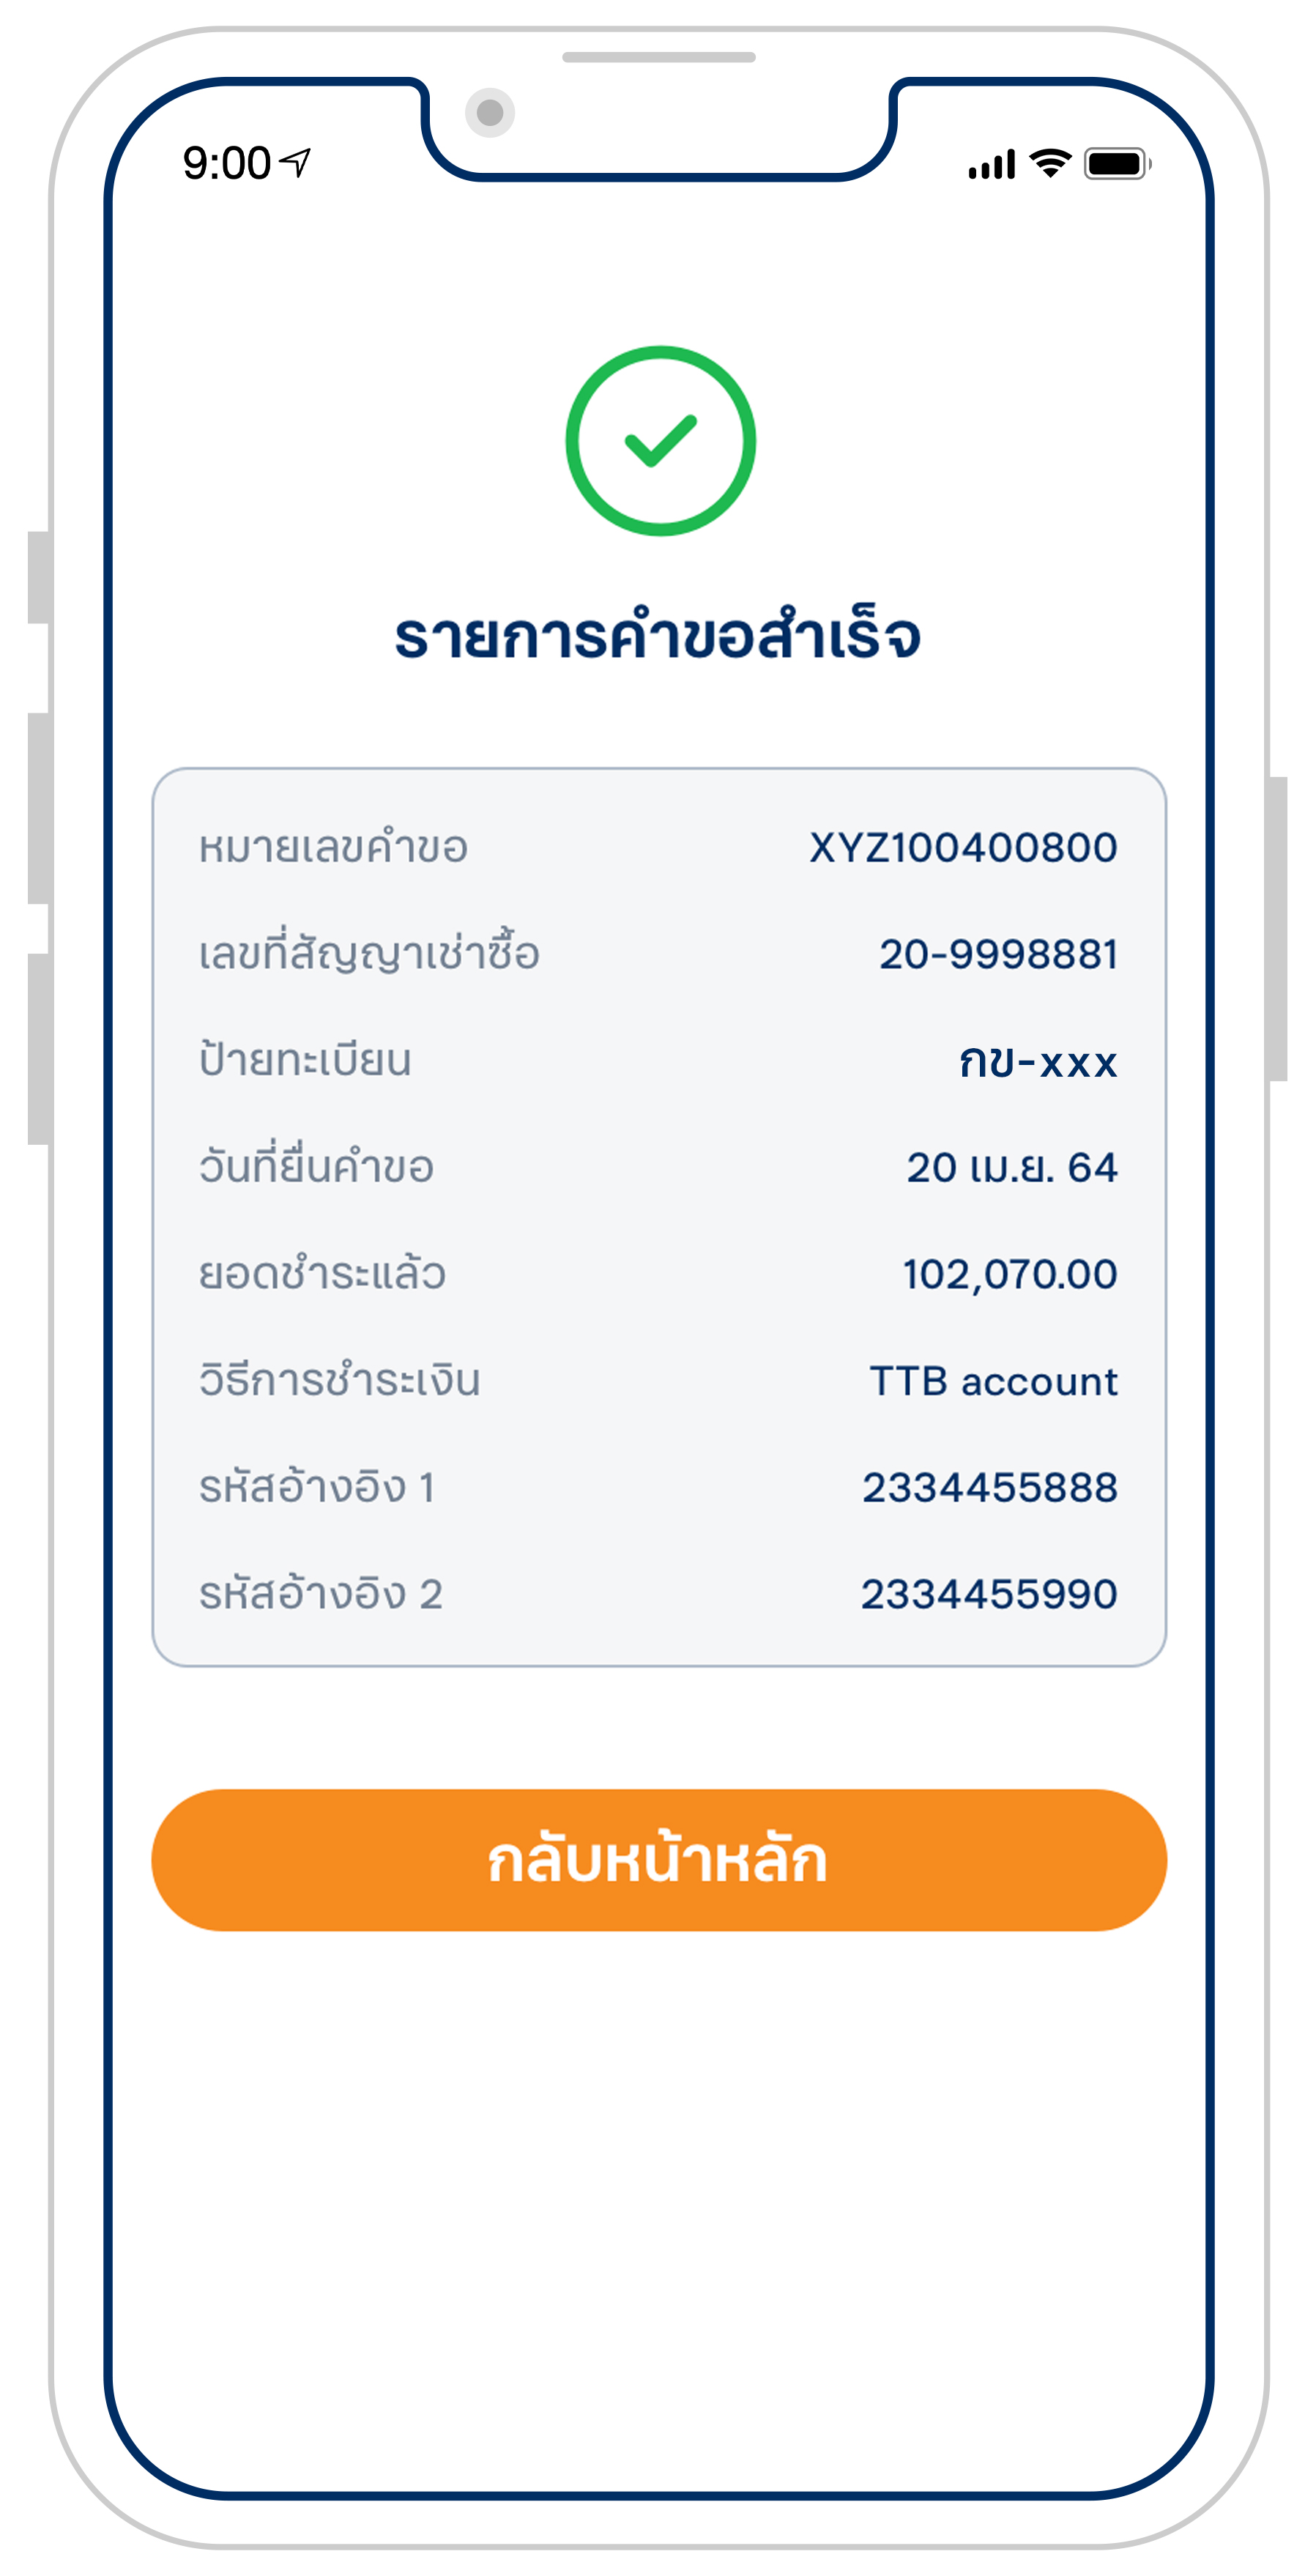 9:00
รายการคำขอสำเร็จ
หมายเลขคำขอ XYZ100400800
เลขที่สัญญาเช่าซื้อ 20-9998881
ป้ายทะเบียน กข-xxx
วันที่ยื่นคำขอ 20 เม.ย. 64
ยอดชำระแล้ว 102,070.00
วิธีการชำระเงิน TTB account
รหัสอ้างอิง 1 2334455888
รหัสอ้างอิง 2 2334455990
กลับหน้าหลัก